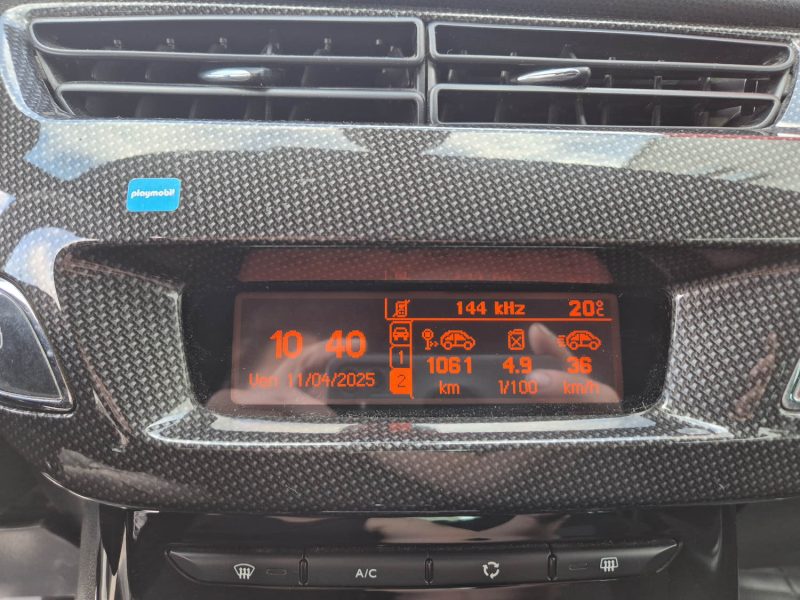 playmobil
144 kHz 20°C
10 40
Ven 11/04/2025
1
2
1061 4.9 36
km l/100 km/h
A/C